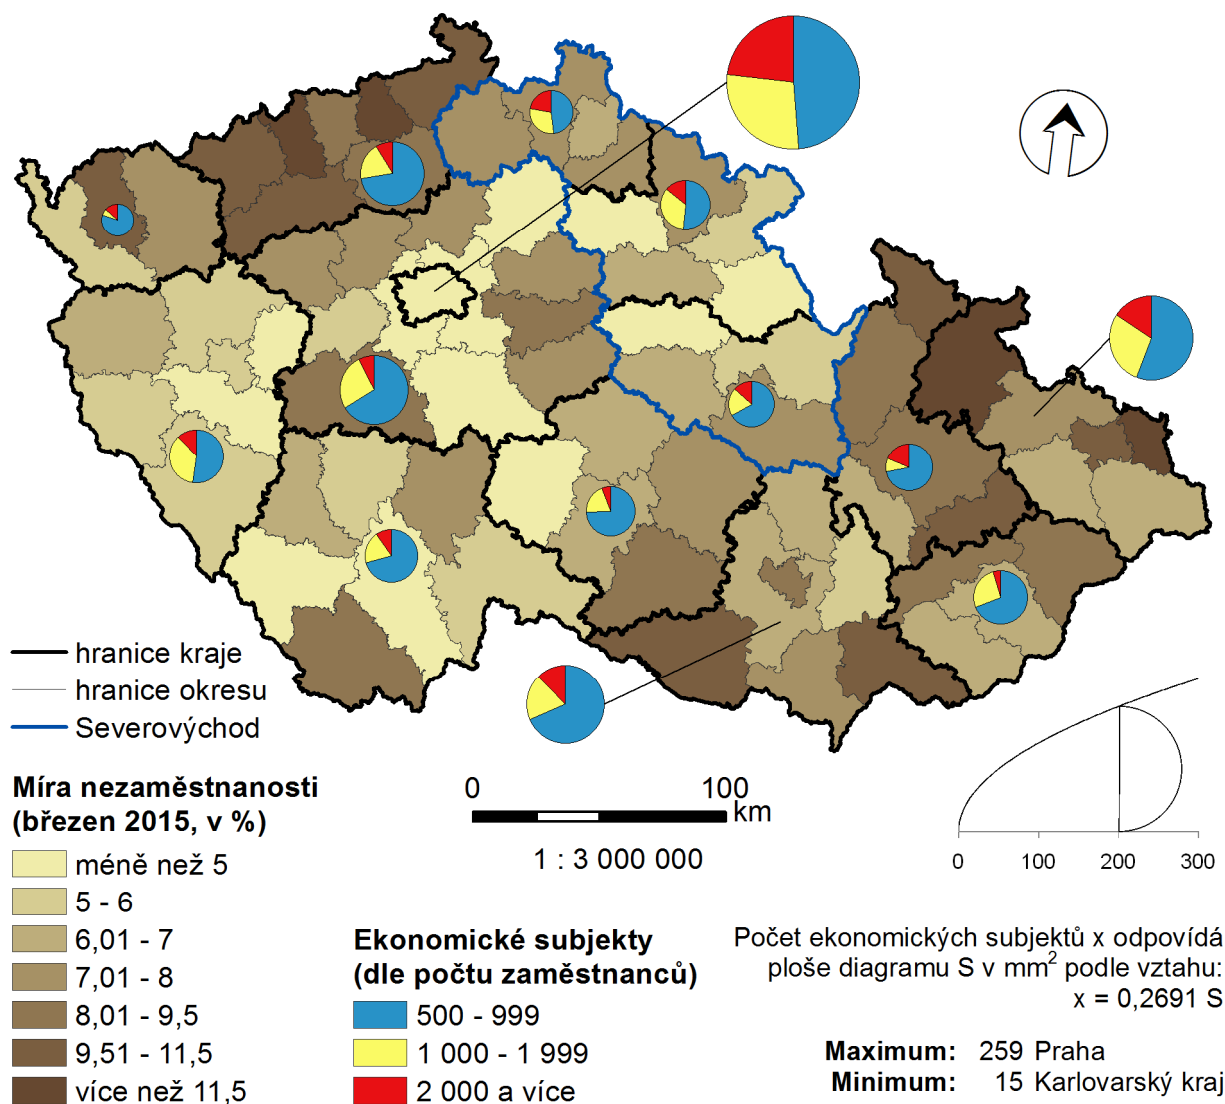 hranice kraje
hranice okresu
Severovýchod
Míra nezaměstnanosti
(březen 2015, v %)
méně než 5
5 - 6
6,01 - 7
7,01 - 8
8,01 - 9,5
9,51 - 11,5
více než 11,5
0 100
km
1 : 3 000 000
Ekonomické subjekty
(dle počtu zaměstnanců)
500 - 999
1 000 - 1 999
2 000 a více
0 100 200 300
Počet ekonomických subjektů x odpovídá
ploše diagramu S v mm² podle vztahu:
x = 0,2691 S
Maximum: 259 Praha
Minimum: 15 Karlovarský kraj